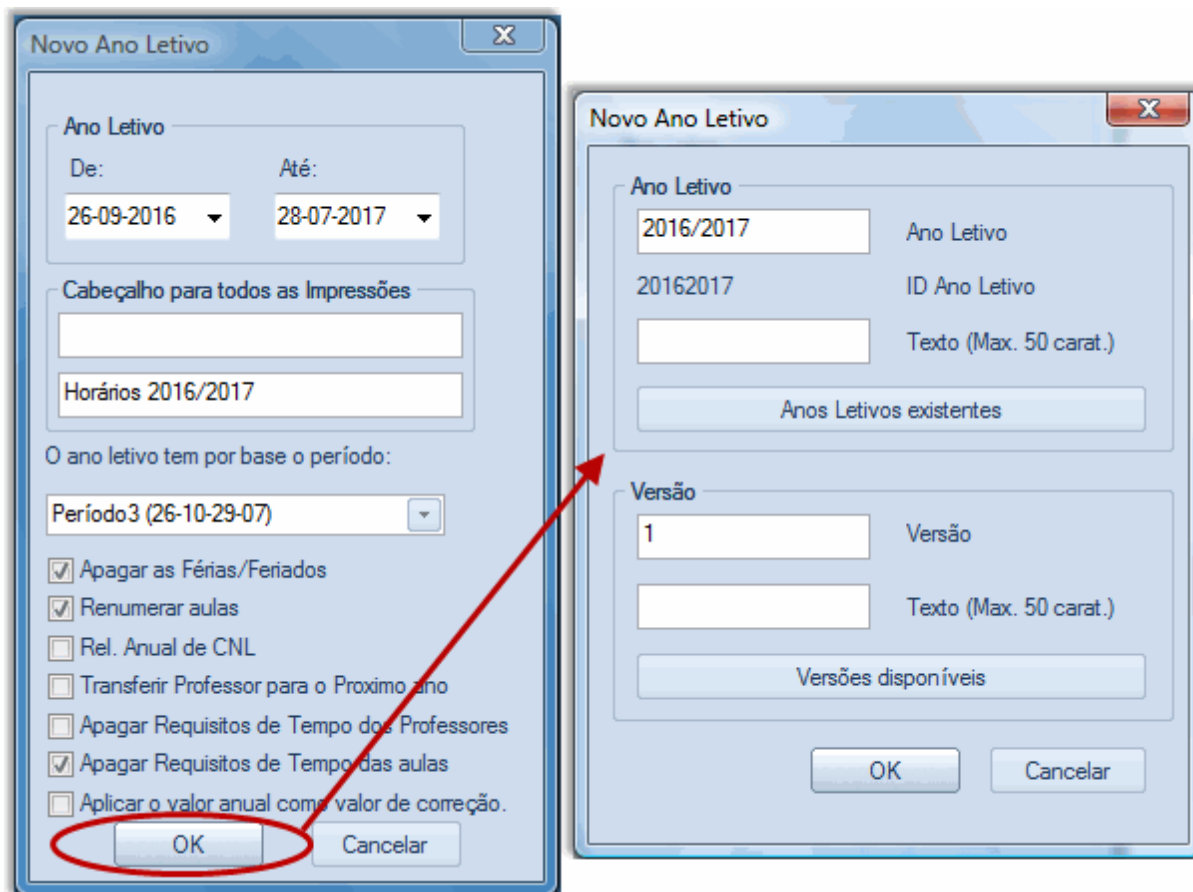 Novo Ano Letivo
Ano Letivo
De: Até:
26-09-2016 28-07-2017
Cabeçalho para todos as Impressões
Horários 2016/2017
O ano letivo tem por base o período:
Período3 (26-10-29-07)
Apagar as Férias/Feriados
Renumerar aulas
Rel. Anual de CNL
Transferir Professor para o Proximo ano
Apagar Requisitos de Tempo dos Professores
Apagar Requisitos de Tempo das aulas
Aplicar o valor anual como valor de correção.
OK Cancelar
Novo Ano Letivo
Ano Letivo
2016/2017 Ano Letivo
20162017 ID Ano Letivo
Texto (Max. 50 carat.)
Anos Letivos existentes
Versão
1 Versão
Texto (Max. 50 carat.)
Versões disponíveis
OK Cancelar